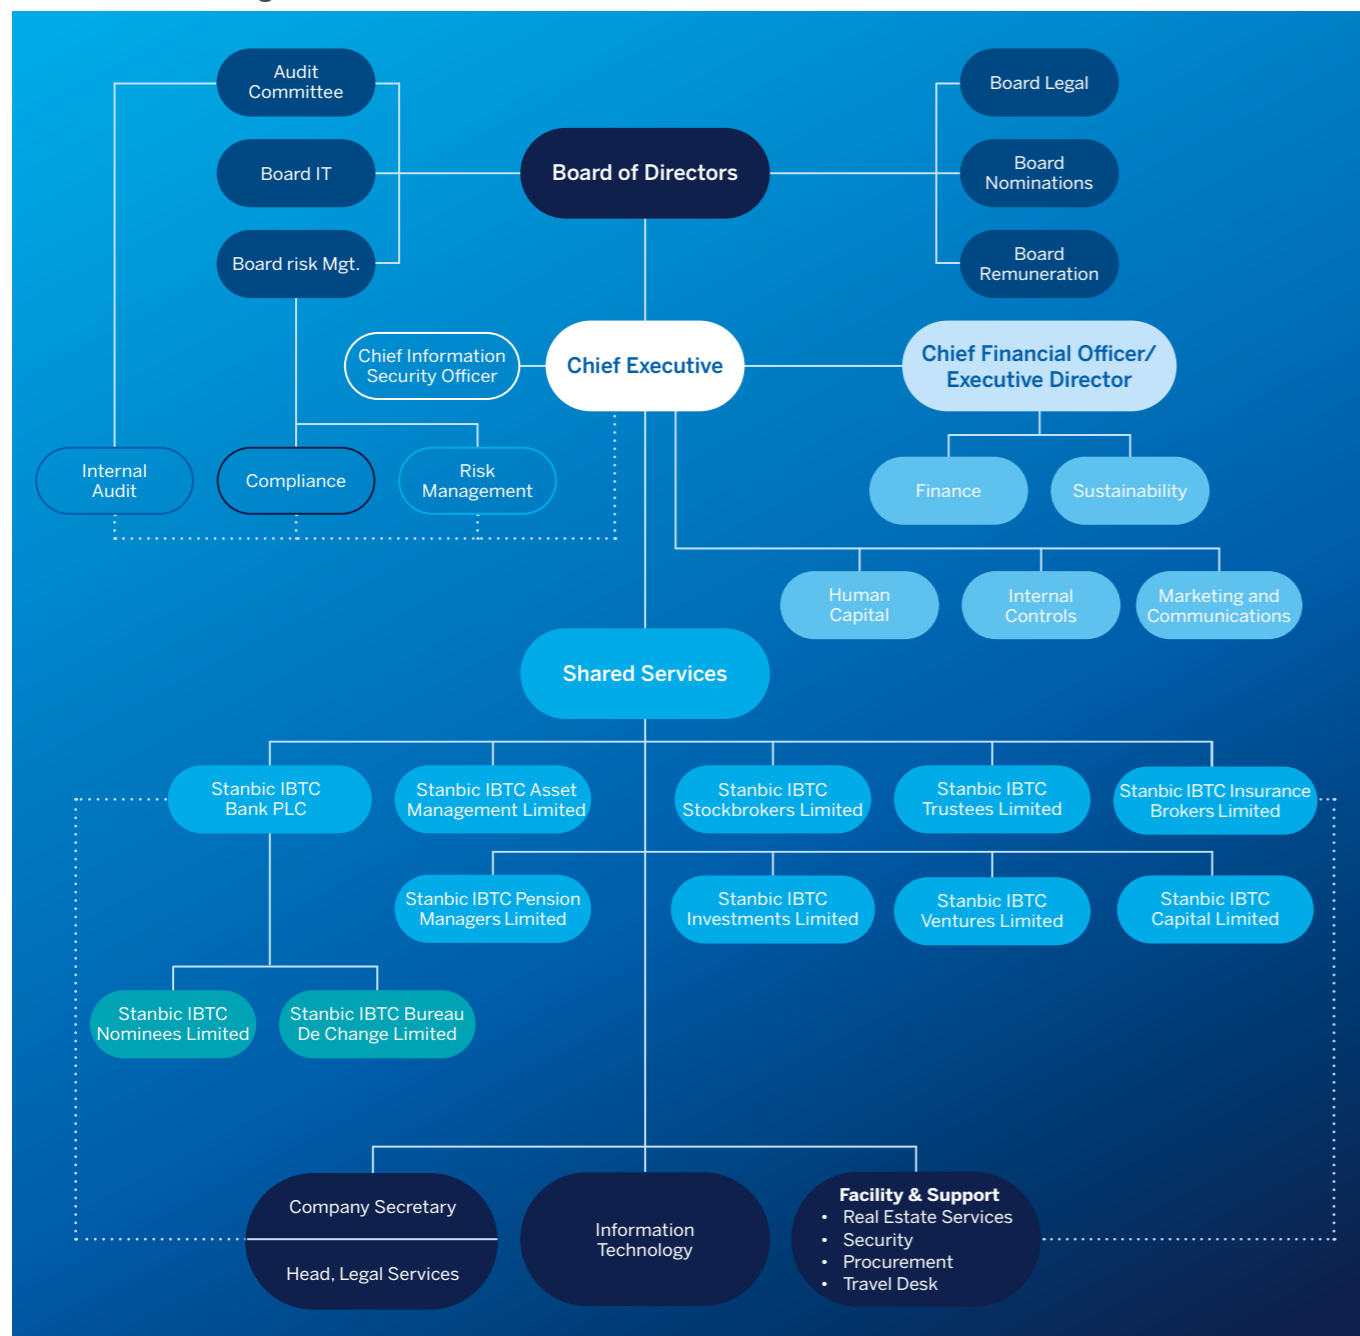 Audit
Committee
Board IT
Board risk Mgt.
Board of Directors
Board Legal
Board
Nominations
Board
Remuneration
Chief Information
Security Officer
Chief Executive
Chief Financial Officer/
Executive Director
Internal
Audit
Compliance
Risk
Management
Finance
Sustainability
Human
Capital
Internal
Controls
Marketing and
Communications
Shared Services
Stanbic IBTC
Bank PLC
Stanbic IBTC Asset
Management Limited
Stanbic IBTC
Stockbrokers Limited
Stanbic IBTC
Trustees Limited
Stanbic IBTC Insurance
Brokers Limited
Stanbic IBTC Pension
Managers Limited
Stanbic IBTC
Investments Limited
Stanbic IBTC
Ventures Limited
Stanbic IBTC
Capital Limited
Stanbic IBTC
Nominees Limited
Stanbic IBTC Bureau
De Change Limited
Company Secretary
Head, Legal Services
Information
Technology
Facility & Support
• Real Estate Services
• Security
• Procurement
• Travel Desk